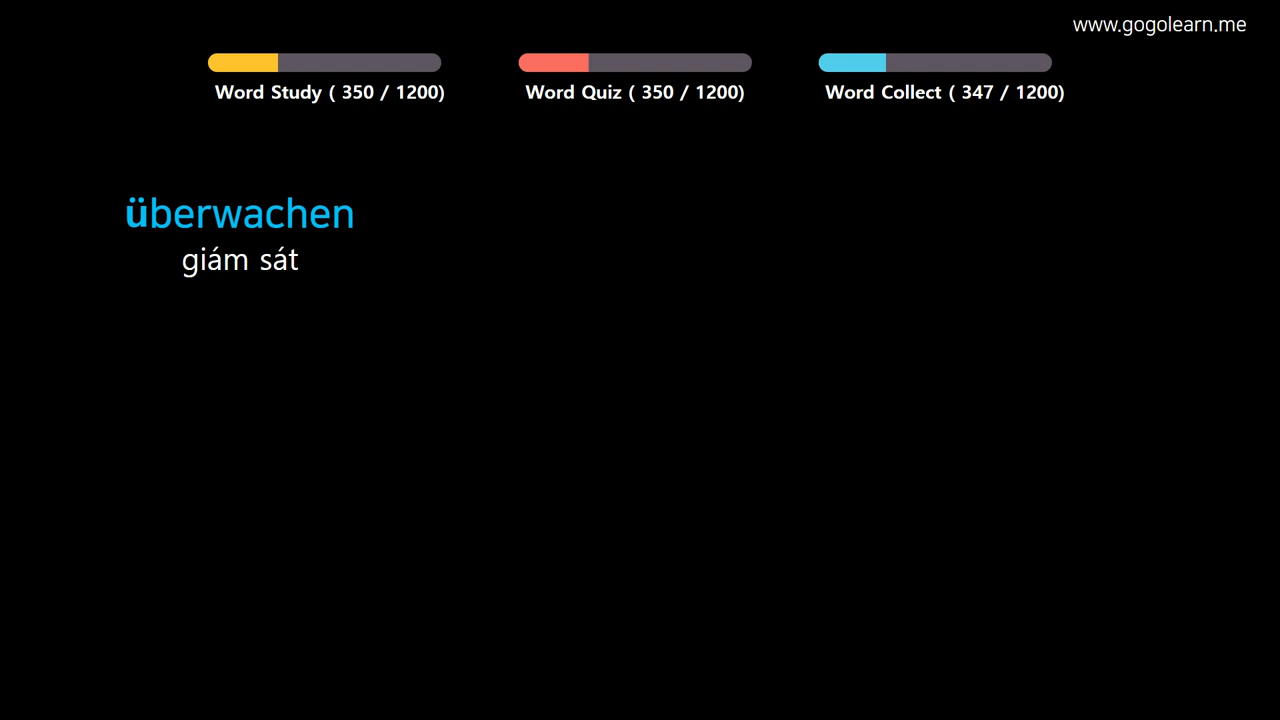 www.gogolearn.me
Word Study ( 350 / 1200)
Word Quiz ( 350 / 1200)
Word Collect ( 347 / 1200)
überwachen
giám sát